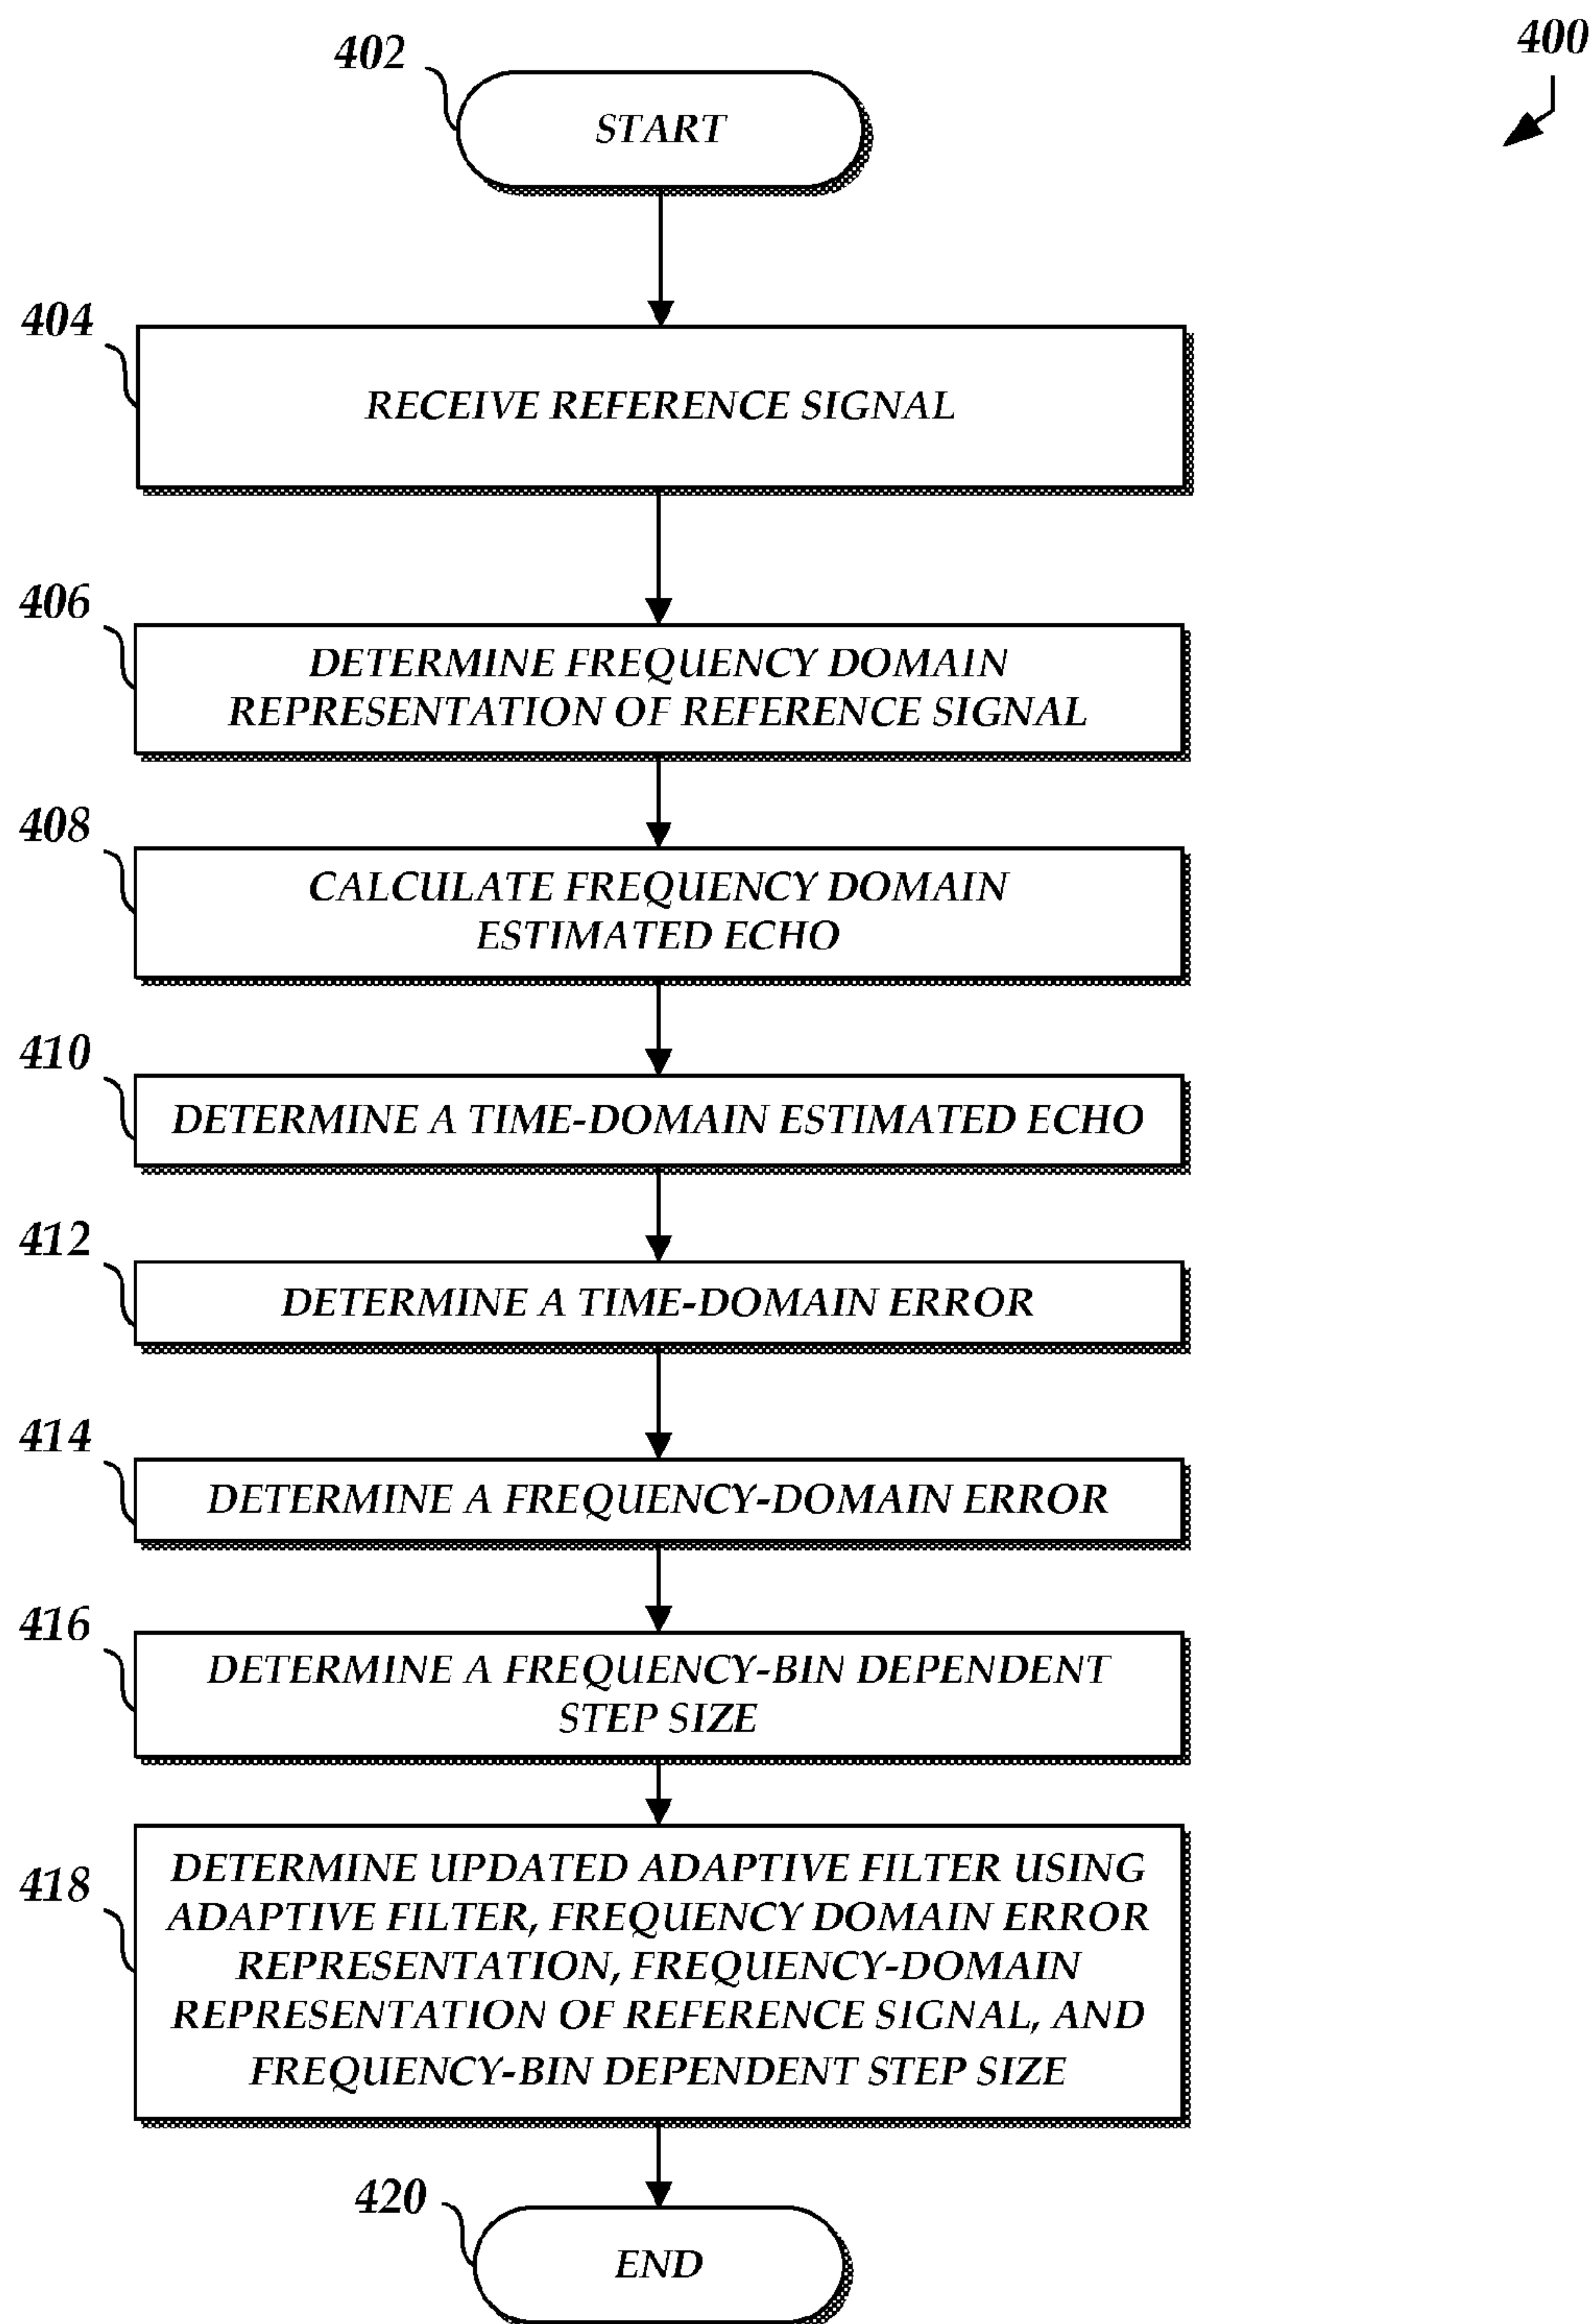 400
402
START
404
RECEIVE REFERENCE SIGNAL
406
DETERMINE FREQUENCY DOMAIN
REPRESENTATION OF REFERENCE SIGNAL
408
CALCULATE FREQUENCY DOMAIN
ESTIMATED ECHO
410
DETERMINE A TIME-DOMAIN ESTIMATED ECHO
412
DETERMINE A TIME-DOMAIN ERROR
414
DETERMINE A FREQUENCY-DOMAIN ERROR
416
DETERMINE A FREQUENCY-BIN DEPENDENT
STEP SIZE
418
DETERMINE UPDATED ADAPTIVE FILTER USING
ADAPTIVE FILTER, FREQUENCY DOMAIN ERROR
REPRESENTATION, FREQUENCY-DOMAIN
REPRESENTATION OF REFERENCE SIGNAL, AND
FREQUENCY-BIN DEPENDENT STEP SIZE
420
END